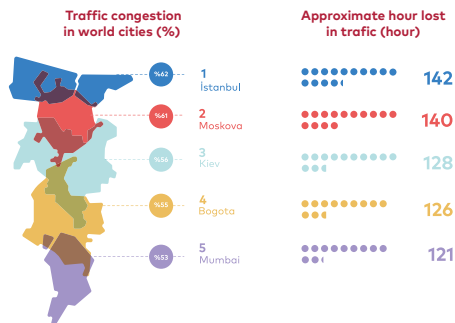 Traffic congestion
in world cities (%)
Approximate hour lost
in trafic (hour)
%62
1
İstanbul
142
%61
2
Moskova
140
%56
3
Kiev
128
%55
4
Bogota
126
%53
5
Mumbai
121